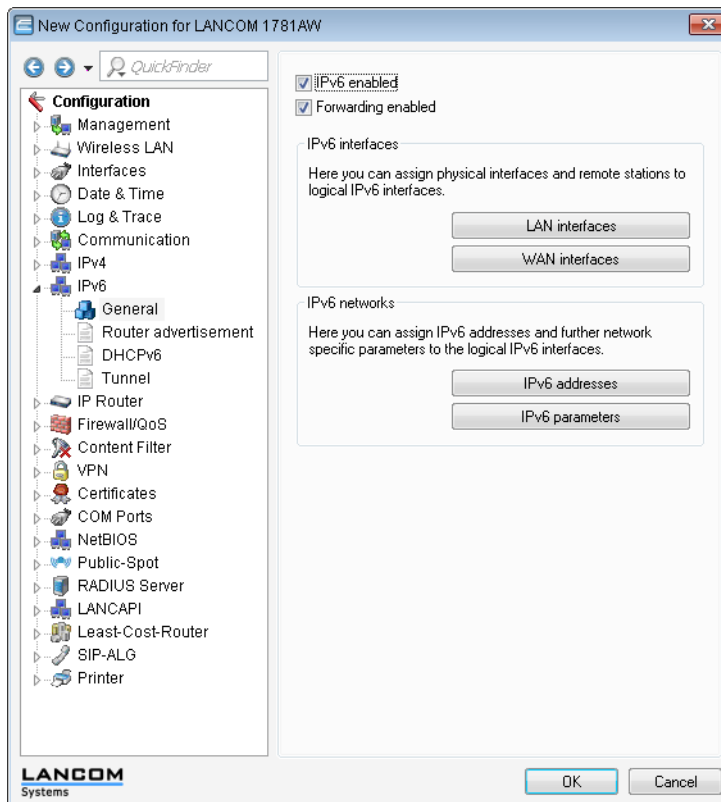 New Configuration for LANCOM 1781AW
QuickFinder
Configuration
Management
Wireless LAN
Interfaces
Date & Time
Log & Trace
Communication
IPv4
IPv6
General
Router advertisement
DHCPv6
Tunnel
IP Router
Firewall/QoS
Content Filter
VPN
Certificates
COM Ports
NetBIOS
Public-Spot
RADIUS Server
LANCAPI
Least-Cost-Router
SIP-ALG
Printer
IPv6 enabled
Forwarding enabled
IPv6 interfaces
Here you can assign physical interfaces and remote stations to
logical IPv6 interfaces.
LAN interfaces
WAN interfaces
IPv6 networks
Here you can assign IPv6 addresses and further network
specific parameters to the logical IPv6 interfaces.
IPv6 addresses
IPv6 parameters
LANCOM
Systems
OK
Cancel